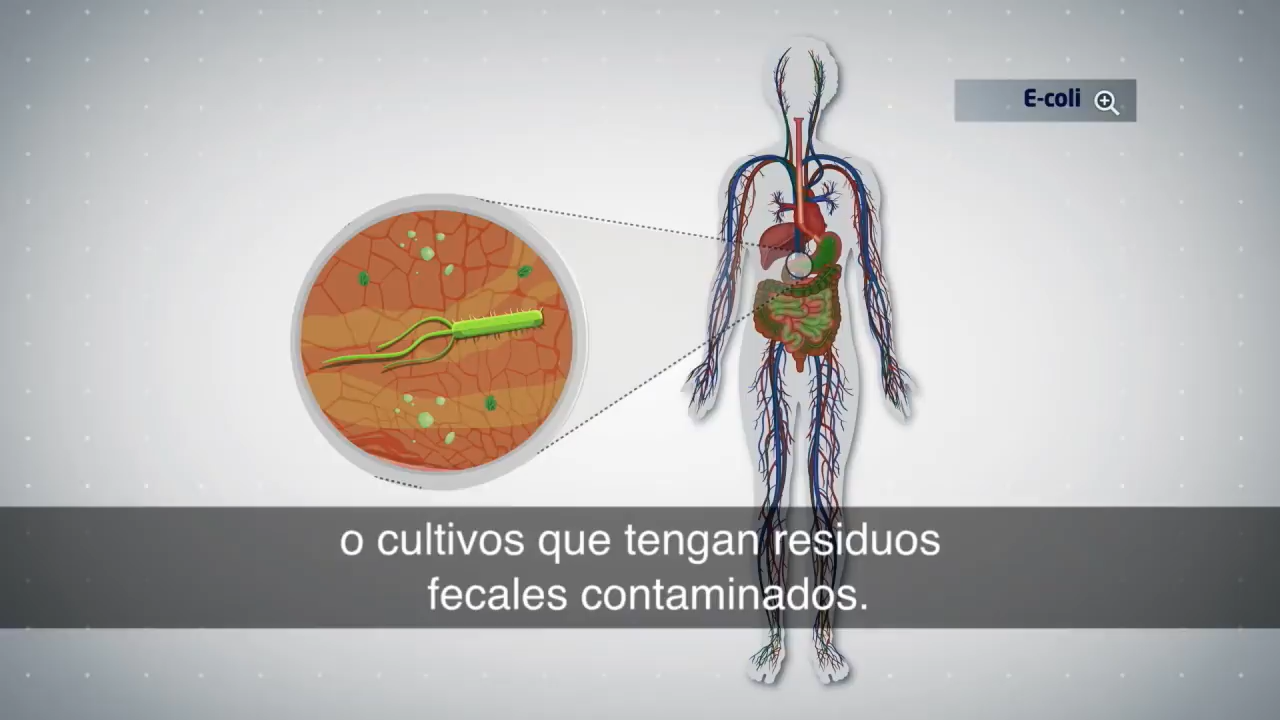 E-coli
o cultivos que tengan residuos
fecales contaminados.